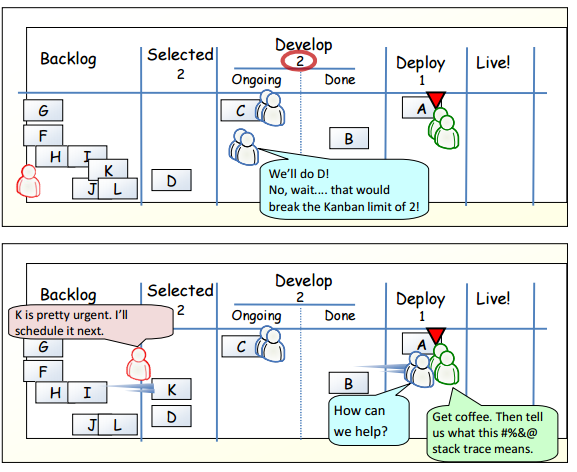 Backlog
Selected
2
Develop
2
Ongoing
Done
Deploy
1
Live!
G
F
H
I
K
J
L
D
C
B
A
We'll do D!
No, wait.... that would
break the Kanban limit of 2!
Backlog
Selected
2
Develop
2
Ongoing
Done
Deploy
1
Live!
K is pretty urgent. I'll
schedule it next.
G
F
H
I
J
L
K
D
C
B
A
How can
we help?
Get coffee. Then tell
us what this #%&@
stack trace means.